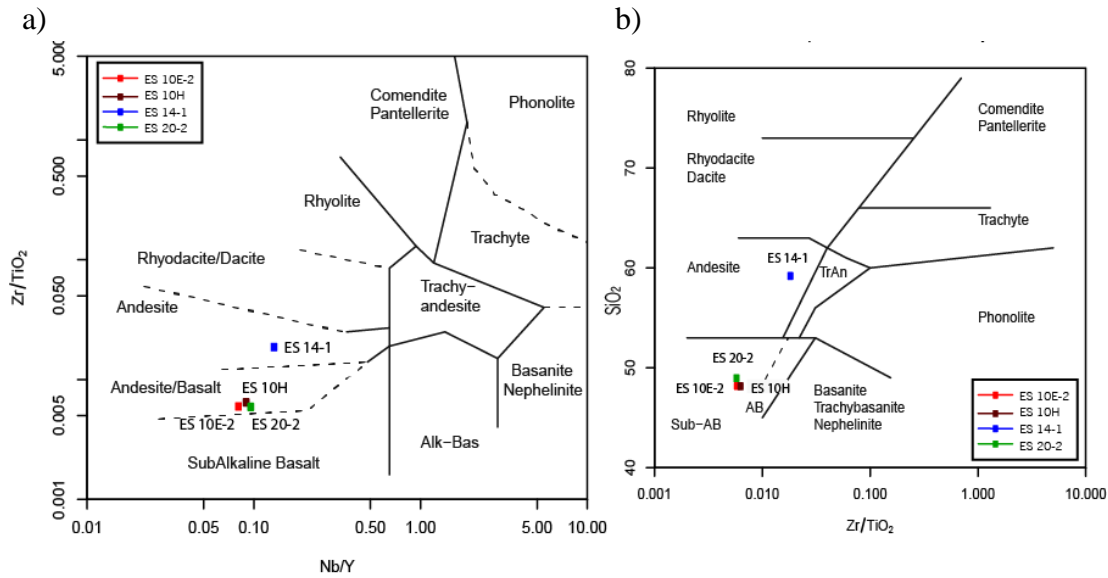 a)
5.000
0.500
0.050
0.005
0.001
Zr/TiO2
ES 10E-2
ES 10H
ES 14-1
ES 20-2
Comendite
Pantellerite
Phonolite
Rhyolite
Trachyte
Rhyodacite/Dacite
Trachy-
andesite
Andesite
ES 14-1
Andesite/Basalt
ES 10H
ES 10E-2
ES 20-2
Basanite
Nephelinite
Alk-Bas
SubAlkaline Basalt
0.01
0.05
0.10
0.50
1.00
5.00
10.00
Nb/Y
b)
80
70
60
50
40
SiO2
Rhyolite
Comendite
Pantellerite
Rhyodacite
Dacite
Trachyte
Andesite
ES 14-1
TrAn
Phonolite
ES 20-2
ES 10E-2
ES 10H
AB
Sub-AB
Basanite
Trachybasanite
Nephelinite
ES 10E-2
ES 10H
ES 14-1
ES 20-2
0.001
0.010
0.100
1.000
10.000
Zr/TiO2